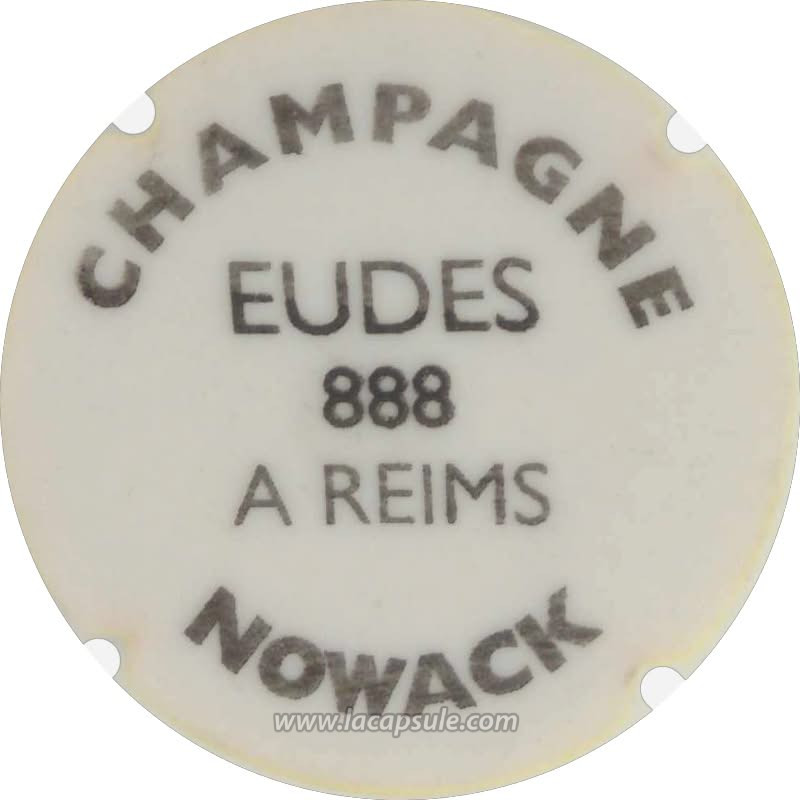 CHAMPAGNE
EUDES
888
A REIMS
NOWACK
www.lacapsule.com